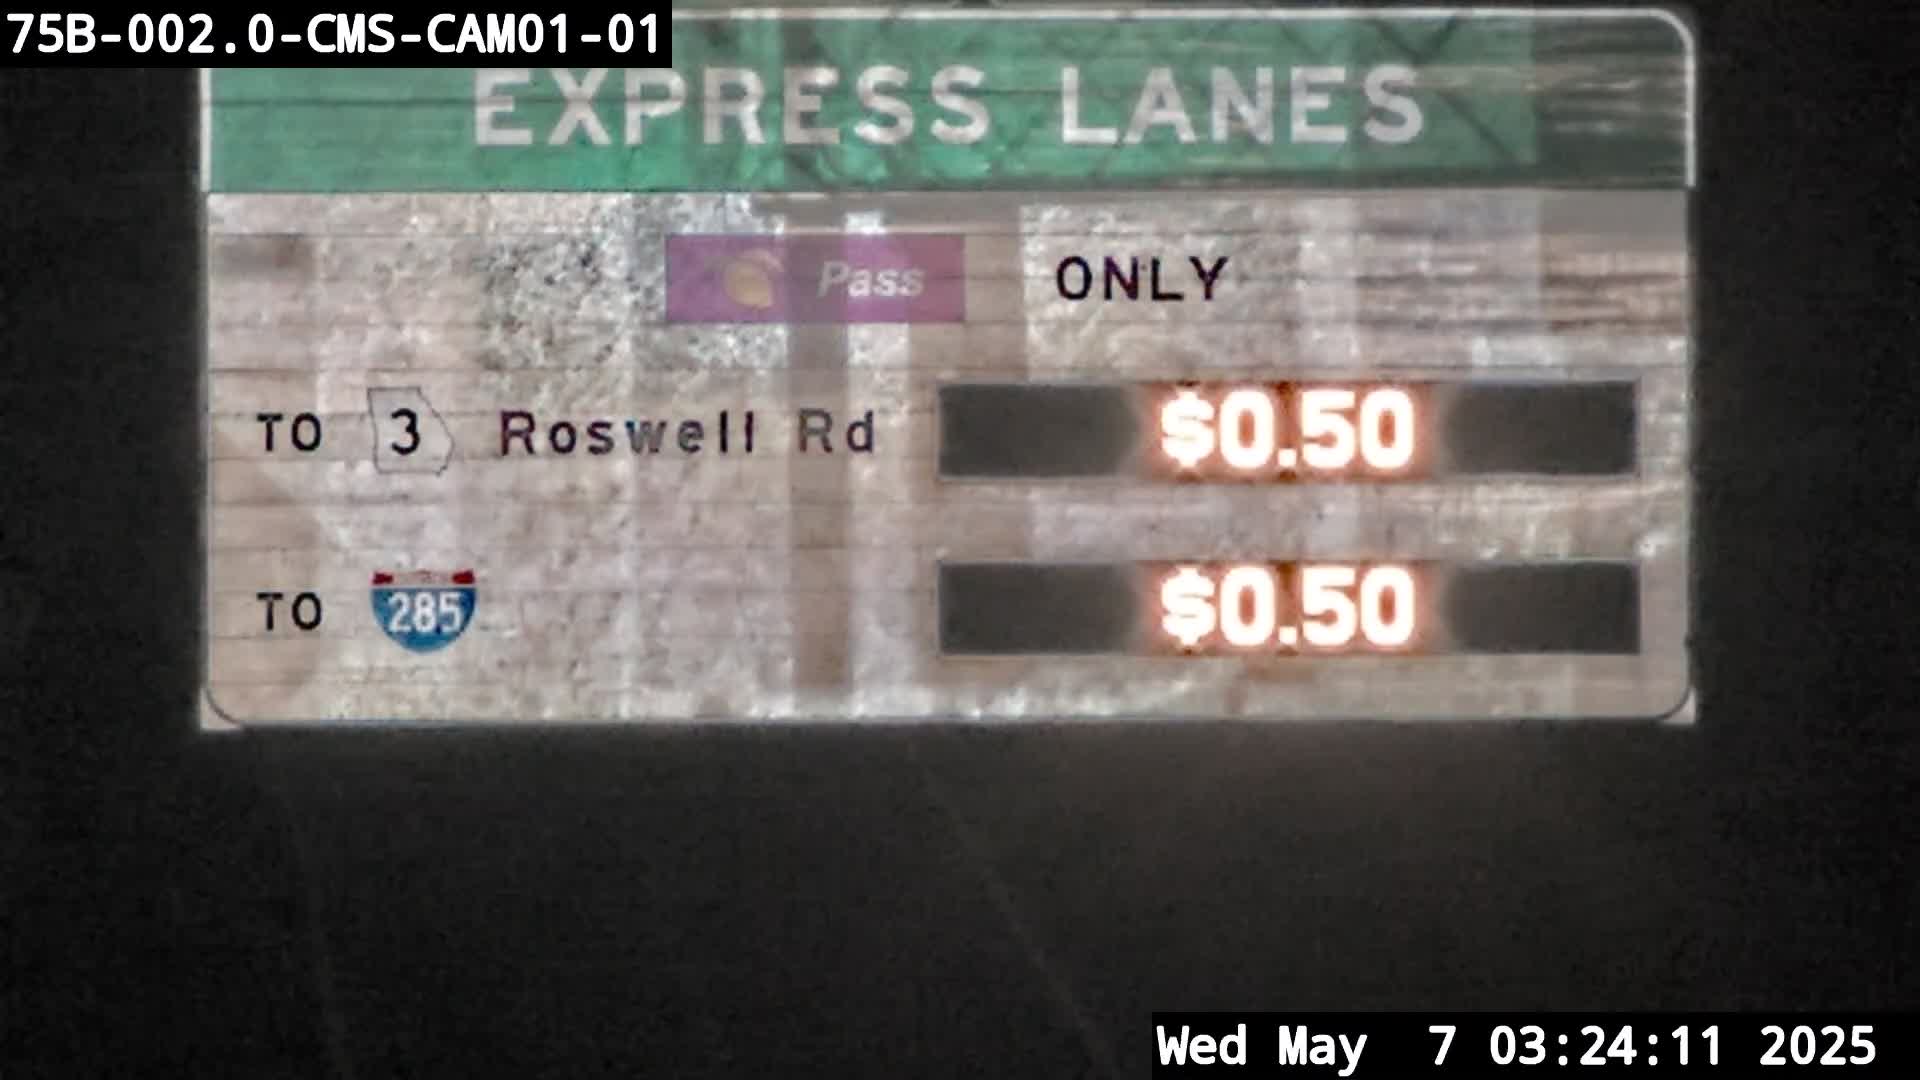 75B-002.0-CMS-CAM01-01
EXPRESS LANES
Pass ONLY
TO 3 Roswell Rd $0.50
TO 285 $0.50
Wed May 7 03:24:11 2025